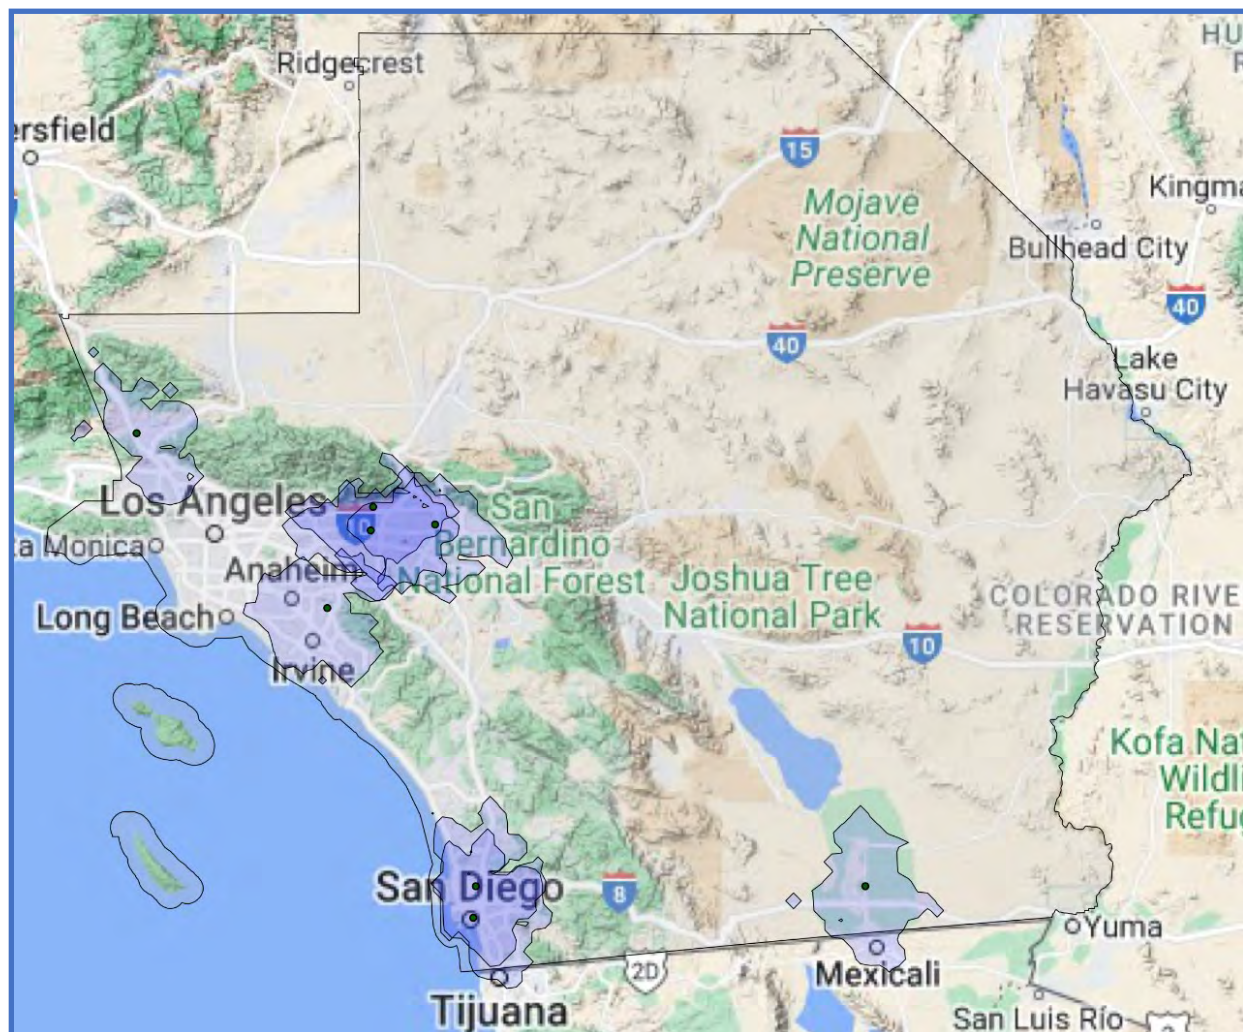 HU
R
Ridgecrest
ersfield
15
Mojave
National
Preserve
Kingma
Bullhead City
40
40
Lake
Havasu City
Los Angeles
10
San
Bernardino
National Forest
ta Monica
Anaheim
Joshua Tree
National Park
COLORADO RIVE
RESERVATION
Long Beach
10
Irvine
Kofa Nat
Wildli
Refug
San Diego
8
Yuma
Mexicali
2D
Tijuana
San Luis Río